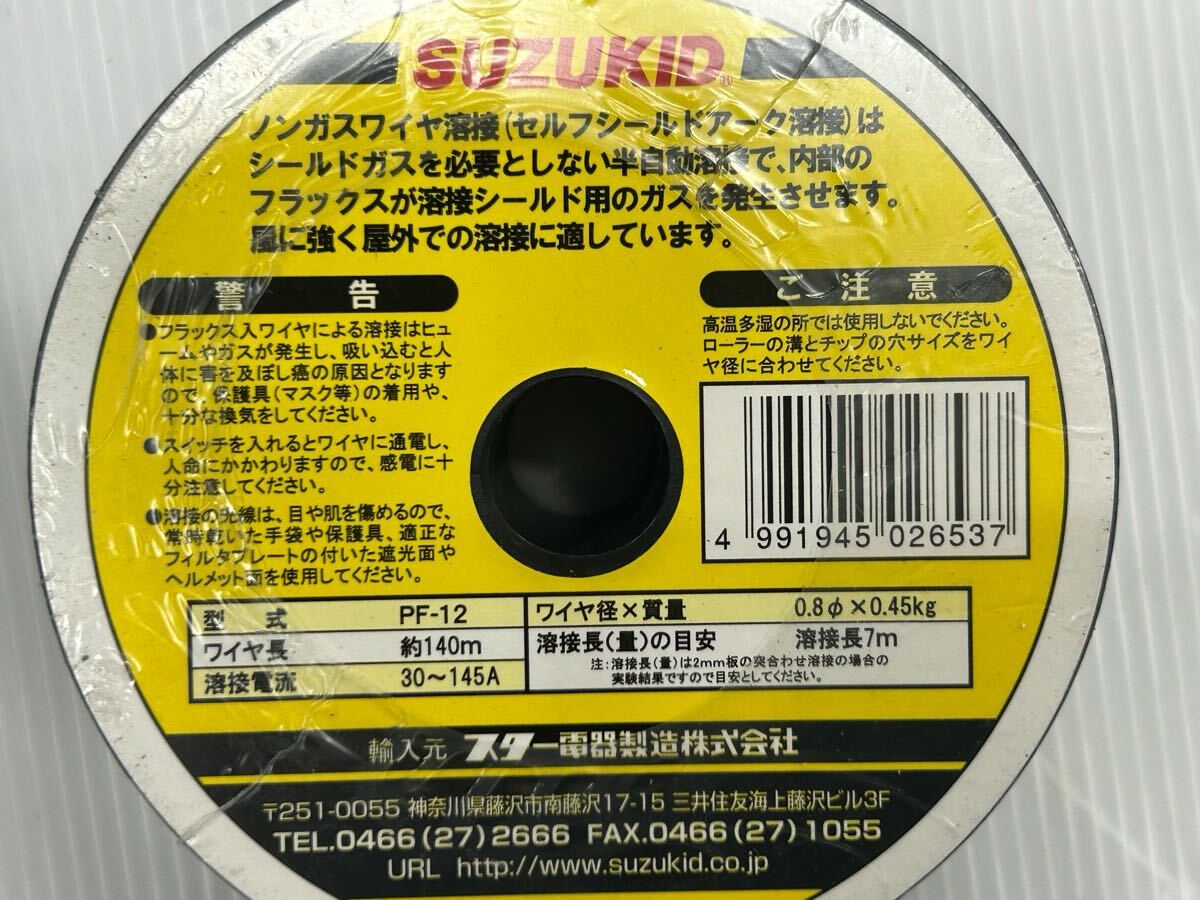 SUZUKID®
ノンガスワイヤ溶接(セルフシールドアーク溶接)は
シールドガスを必要としない半自動溶接で、内部の
フラックスが溶接シールド用のガスを発生させます。
風に強く屋外での溶接に適しています。
警告
●フラックス入ワイヤによる溶接はヒュ
ームやガスが発生し、吸い込むと人
体に害を及ぼし癌の原因となります
ので、保護具(マスク等)の着用や、
十分な換気をしてください。
●スイッチを入れるとワイヤに通電し、
人命にかかわりますので、感電に十
分注意してください。
●溶接の光線は、目や肌を傷めるので、
常時乾いた手袋や保護具、適正な
フィルタプレートの付いた遮光面や
ヘルメット面を使用してください。
ご注意
高温多湿の所では使用しないでください。
ローラーの溝とチップの穴サイズをワイ
ヤ径に合わせてください。
4 991945 026537
型式 PF-12 ワイヤ径×質量 0.8φ×0.45kg
ワイヤ長 約140m 溶接長(量)の目安 溶接長7m
溶接電流 30〜145A
注:溶接長(量)は2mm板の突合わせ溶接の場合の
実験結果ですので目安としてください。
輸入元 スター電器製造株式会社
〒251-0055 神奈川県藤沢市南藤沢17-15 三井住友海上藤沢ビル3F
TEL.0466(27)2666 FAX.0466(27)1055
URL http://www.suzukid.co.jp